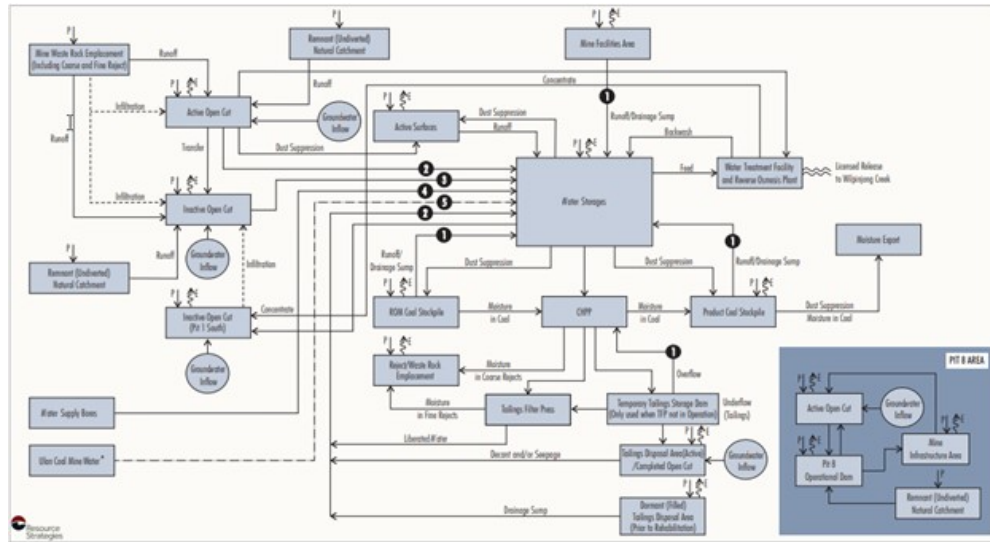 P
E
Mine Waste Rock Emplacement
(Including Coarse and Fine Reject)
Runoff
P
Remnant (Undiverted)
Natural Catchment
P
E
Mine Facilities Area
Concentrate
Infiltration
P
E
Active Open Cut
Runoff
Groundwater
Inflow
P
E
Active Surfaces
Dust Suppression
Runoff
1
Runoff/Drainage Sump
Backwash
Runoff
Transfer
Dust Suppression
2
3
4
5
2
1
P
E
Water Storages
Feed
Water Treatment Facility
and Reverse Osmosis Plant
Licensed Release
to Wilpinjong Creek
Infiltration
P
E
Inactive Open Cut
Groundwater
Inflow
Runoff
P
Remnant (Undiverted)
Natural Catchment
Infiltration
Runoff/
Drainage Sump
Dust Suppression
Dust Suppression
1
Runoff/Drainage Sump
Moisture Export
P
E
Inactive Open Cut
(Pit 1 South)
Concentrate
P
E
ROM Coal Stockpile
Moisture
in Coal
CHPP
Moisture
in Coal
P
E
Product Coal Stockpile
Dust Suppression
Moisture in Coal
Groundwater
Inflow
P
E
Reject/Waste Rock
Emplacement
Moisture
in Coarse Rejects
1
Overflow
Water Supply Bores
Moisture
in Fine Rejects
Tailings Filter Press
Temporary Tailings Storage Dam
(Only used when TFP not in Operation)
Underflow
(Tailings)
Liberated Water
Ulan Coal Mine Water*
Decant and/or Seepage
P
E
Tailings Disposal Area(Active)
/Completed Open Cut
Groundwater
Inflow
Drainage Sump
P
E
Dormant (Filled)
Tailings Disposal Area
(Prior to Rehabilitation)
PIT 8 AREA
P
E
Active Open Cut
Groundwater
Inflow
P
E
Mine
Infrastructure Area
P
E
Pit 8
Operational Dam
P
Remnant (Undiverted)
Natural Catchment
Resource
Strategies